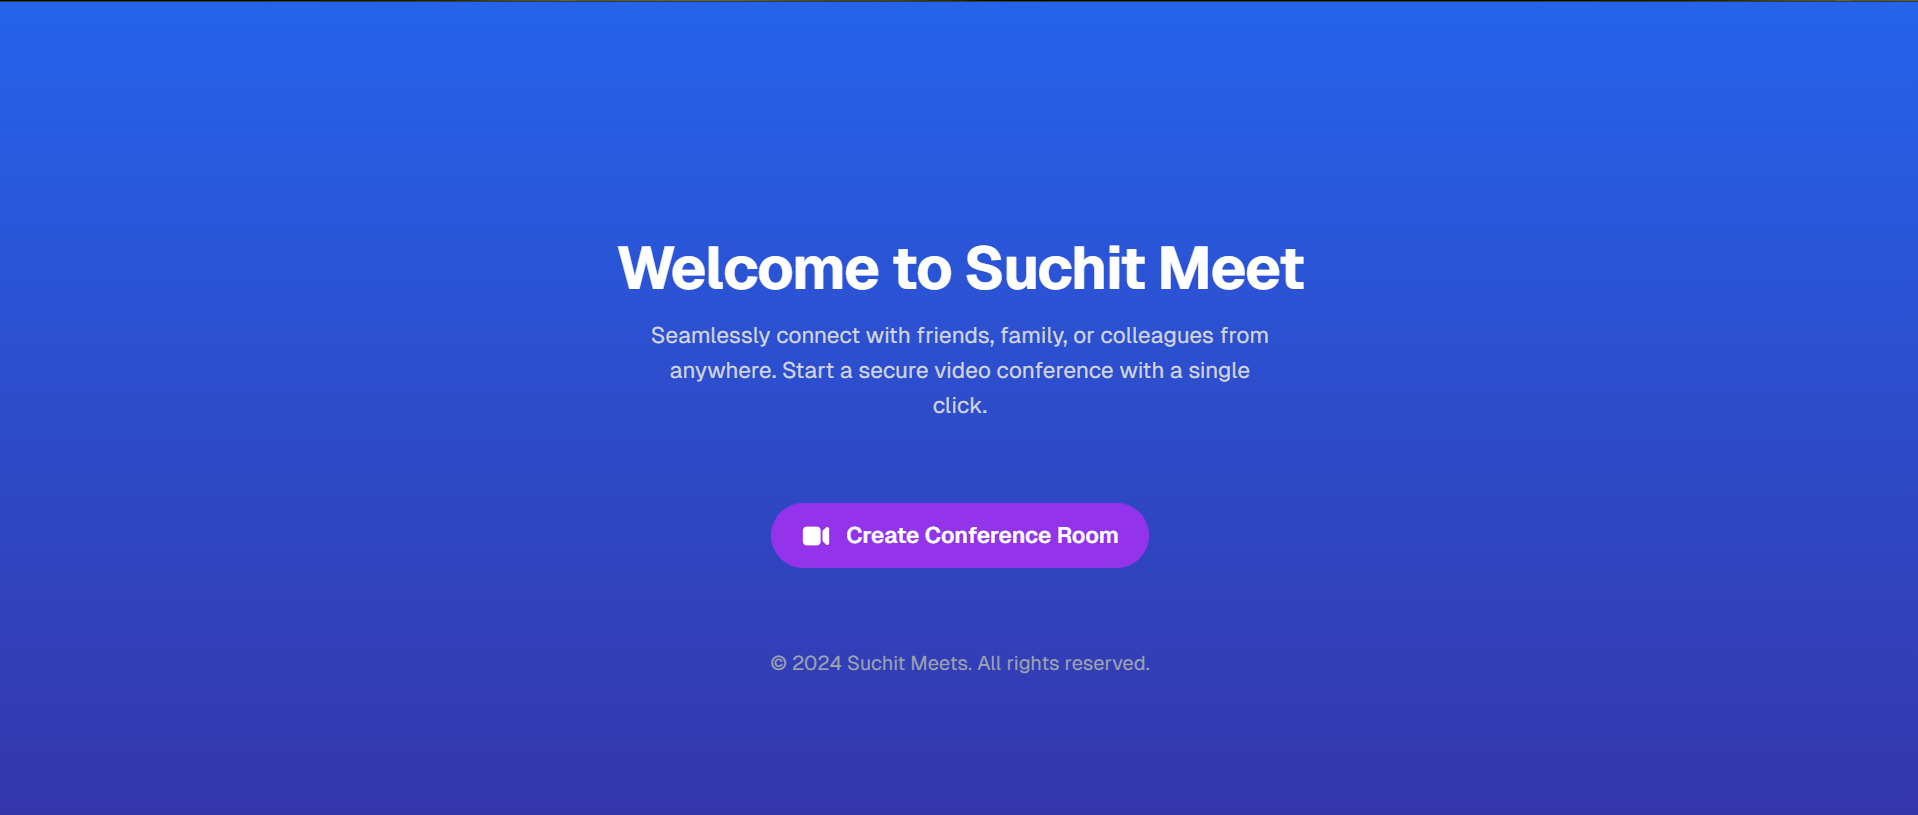 Welcome to Suchit Meet
Seamlessly connect with friends, family, or colleagues from
anywhere. Start a secure video conference with a single
click.
Create Conference Room
© 2024 Suchit Meets. All rights reserved.